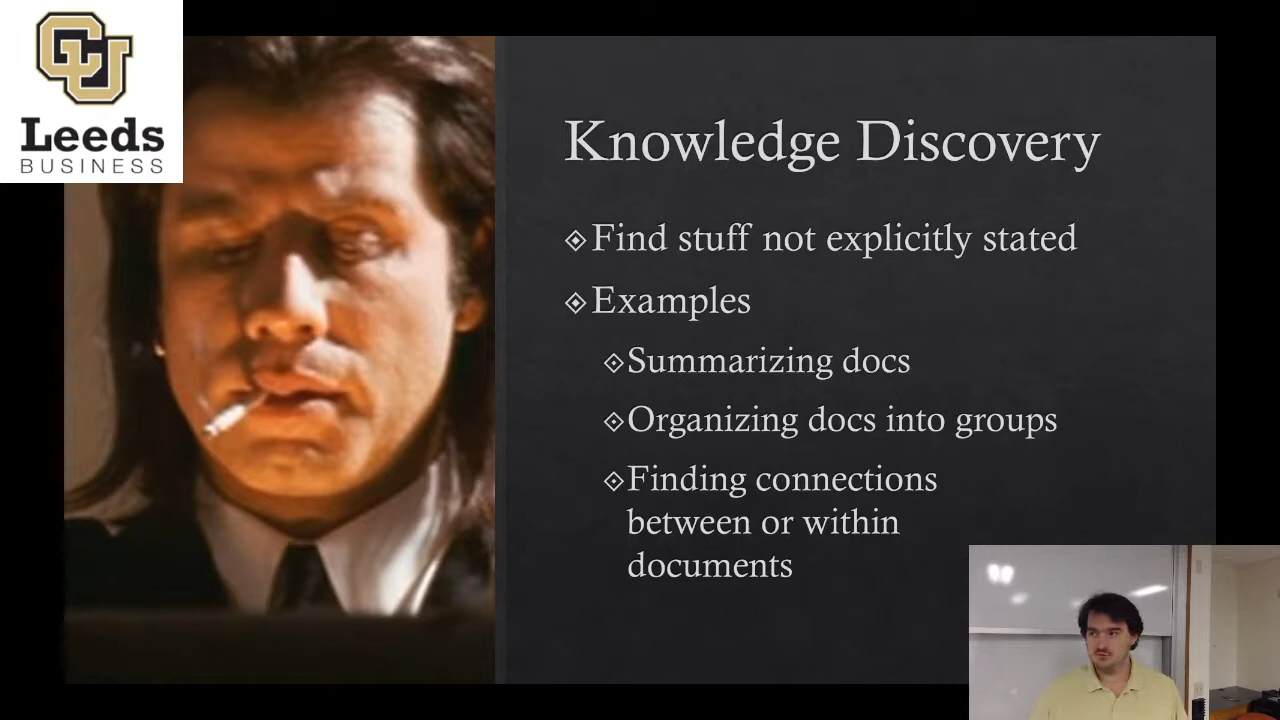 CU
Leeds
BUSINESS
Knowledge Discovery
Find stuff not explicitly stated
Examples
Summarizing docs
Organizing docs into groups
Finding connections
between or within
documents